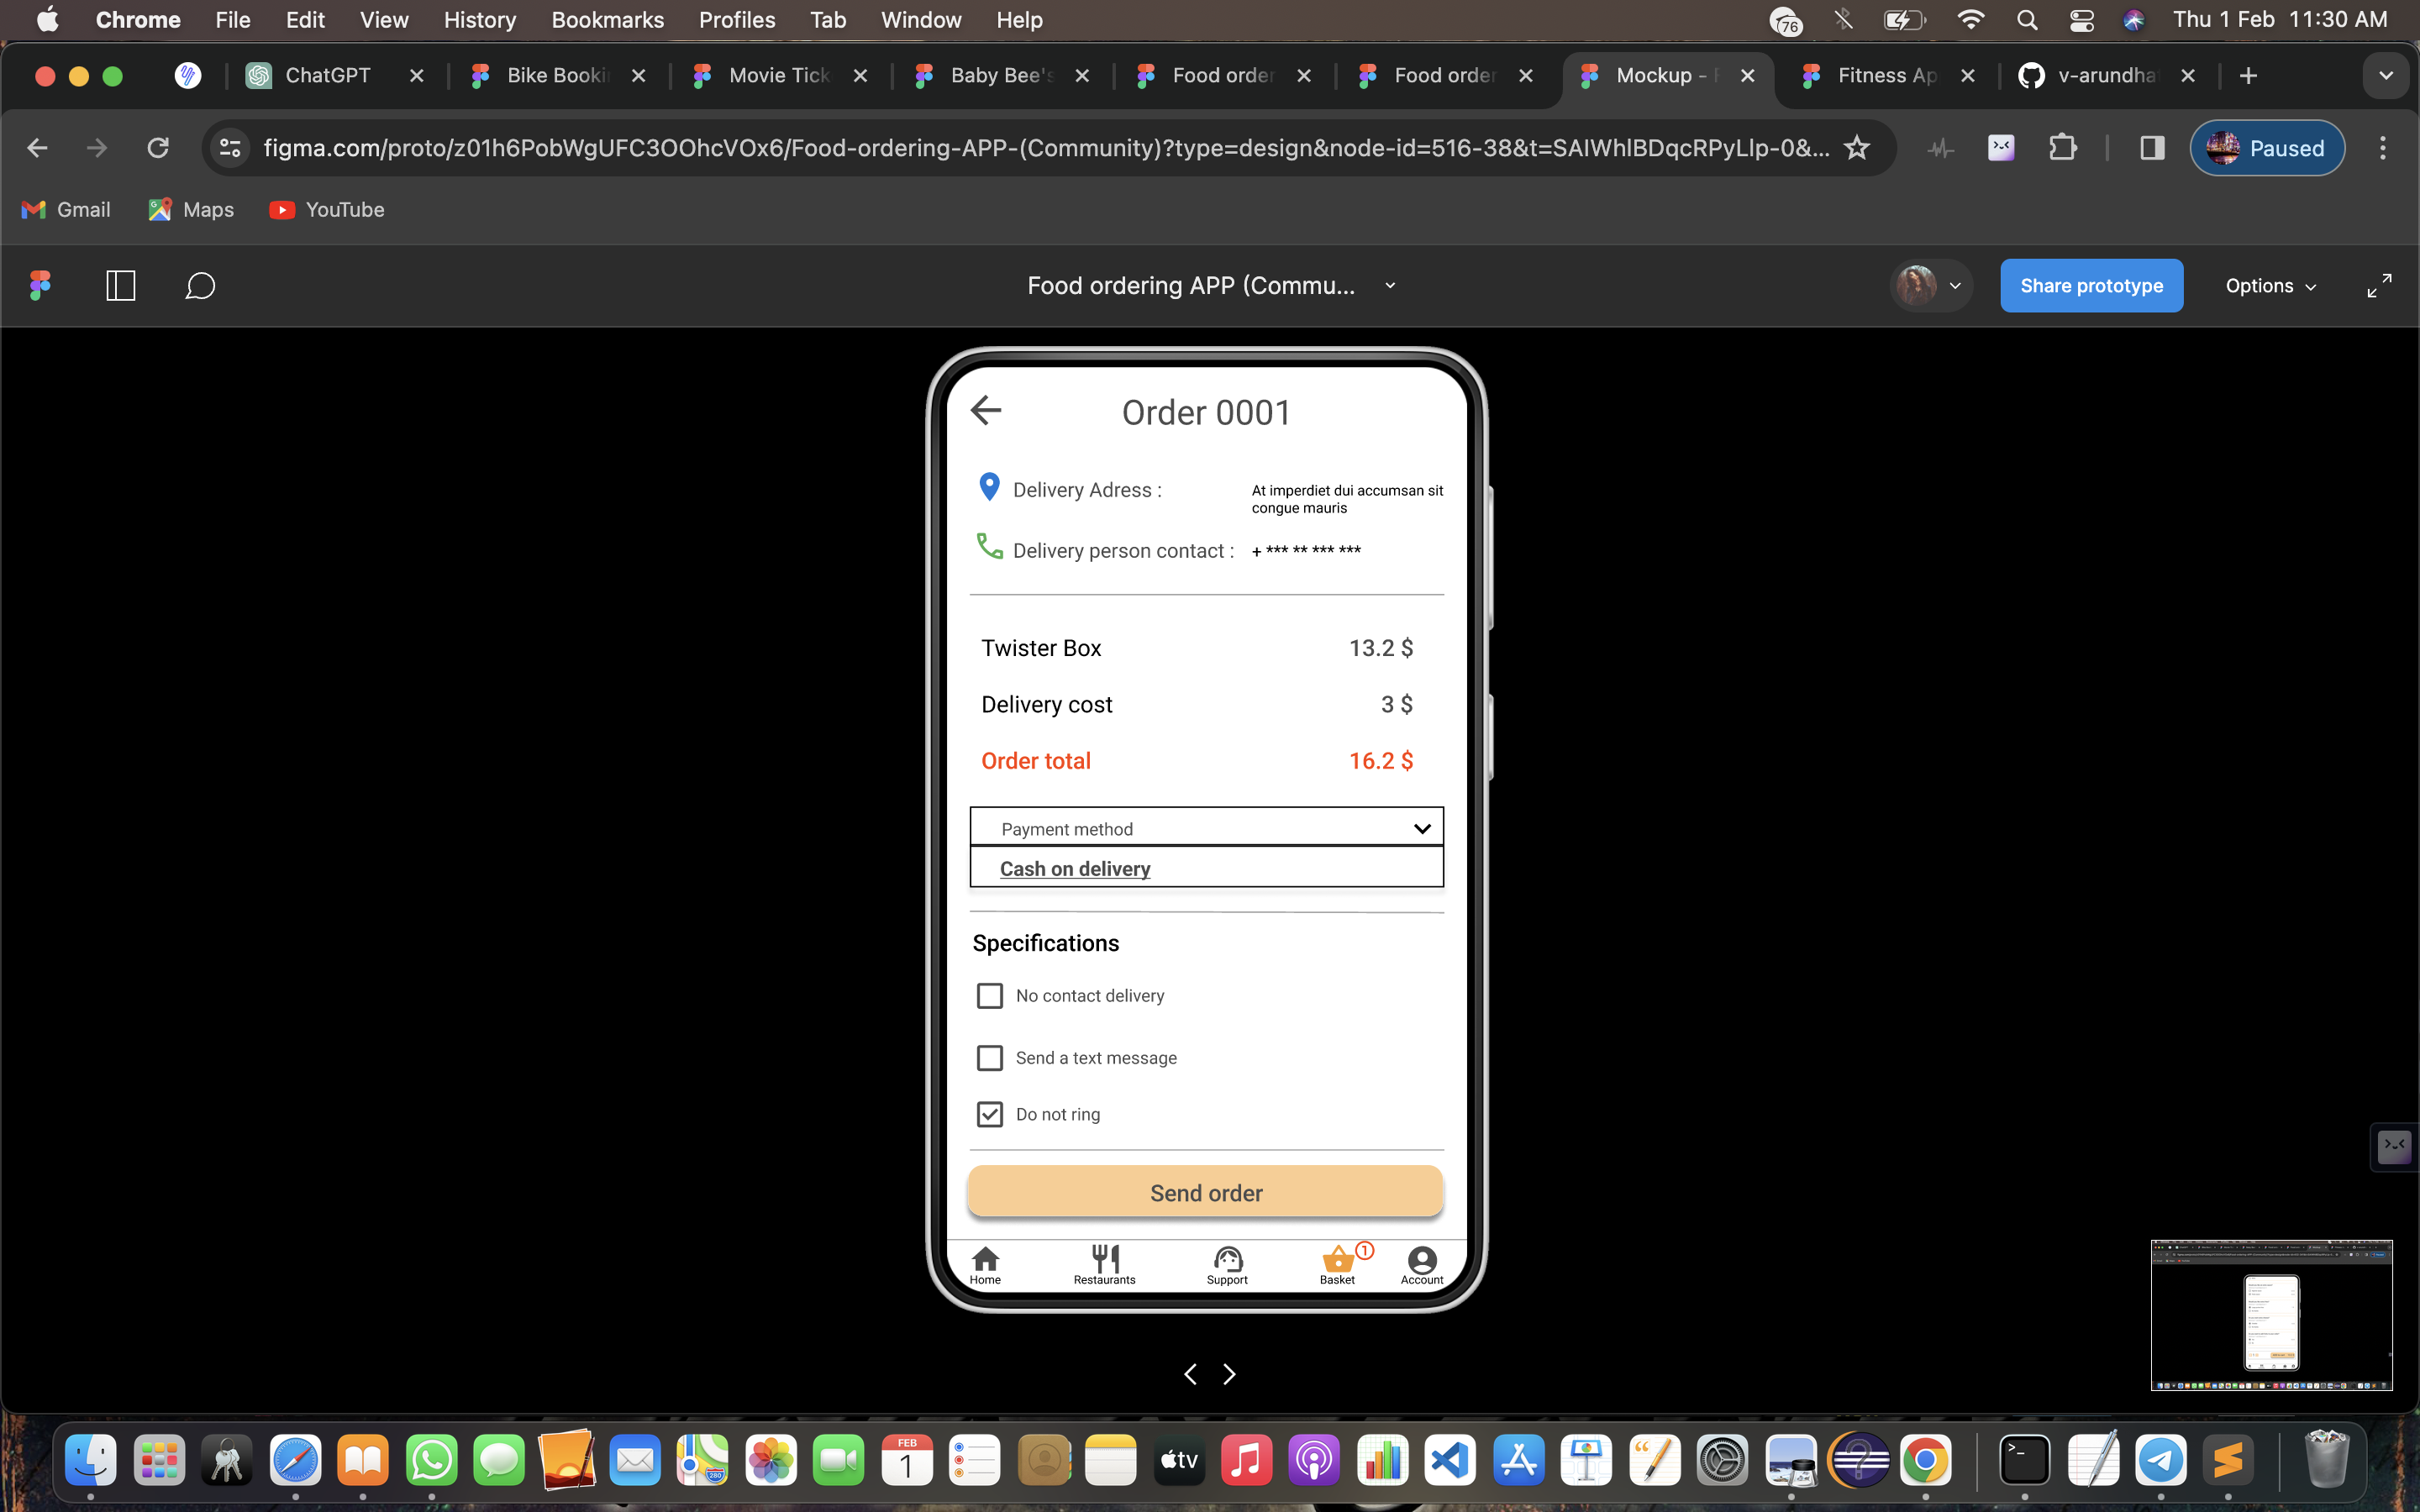 Chrome File Edit View History Bookmarks Profiles Tab Window Help 76 Thu 1 Feb 11:30 AM
ChatGPT Bike Booki Movie Tick Baby Bee's Food order Food order Mockup - F Fitness Ap v-arundha
figma.com/proto/z01h6PobWgUFC3OOhcVOx6/Food-ordering-APP-(Community)?type=design&node-id=516-38&t=SAIWhlBDqcRPyLlp-0&... Paused
Gmail Maps YouTube
Food ordering APP (Commu... Share prototype Options
Order 0001
Delivery Adress : At imperdiet dui accumsan sit
congue mauris
Delivery person contact : + *** ** *** ***
Twister Box 13.2 $
Delivery cost 3 $
Order total 16.2 $
Payment method
Cash on delivery
Specifications
No contact delivery
Send a text message
Do not ring
Send order
1
Home Restaurants Support Basket Account
FEB
1
280
tv